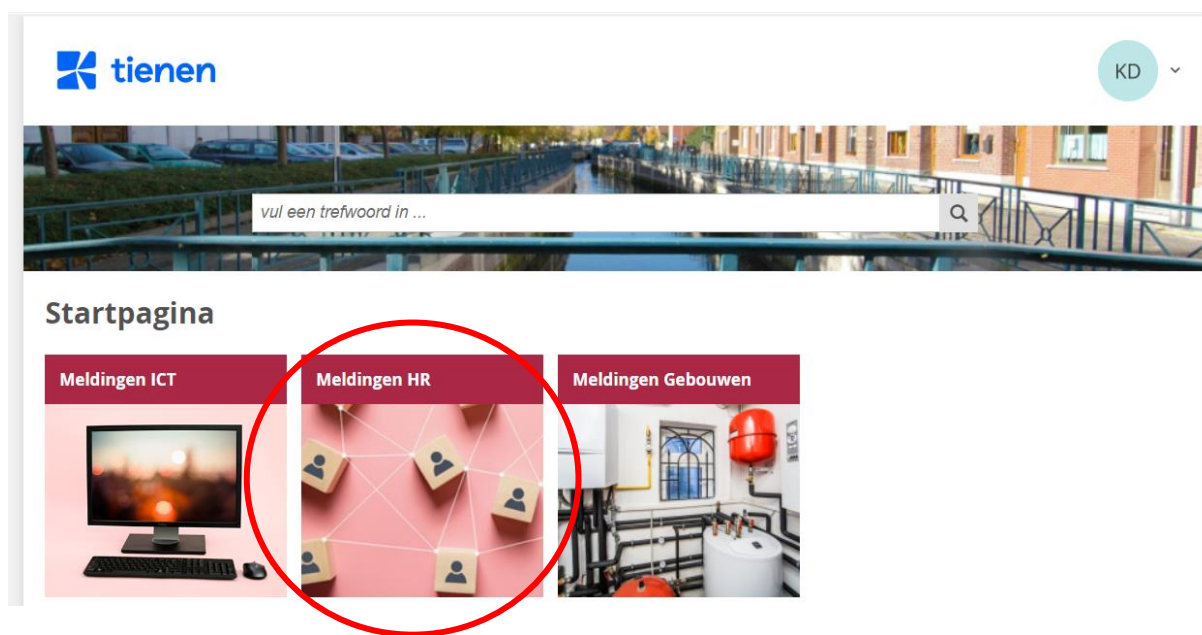 tienen
KD
vul een trefwoord in ...
Startpagina
Meldingen ICT
Meldingen HR
Meldingen Gebouwen